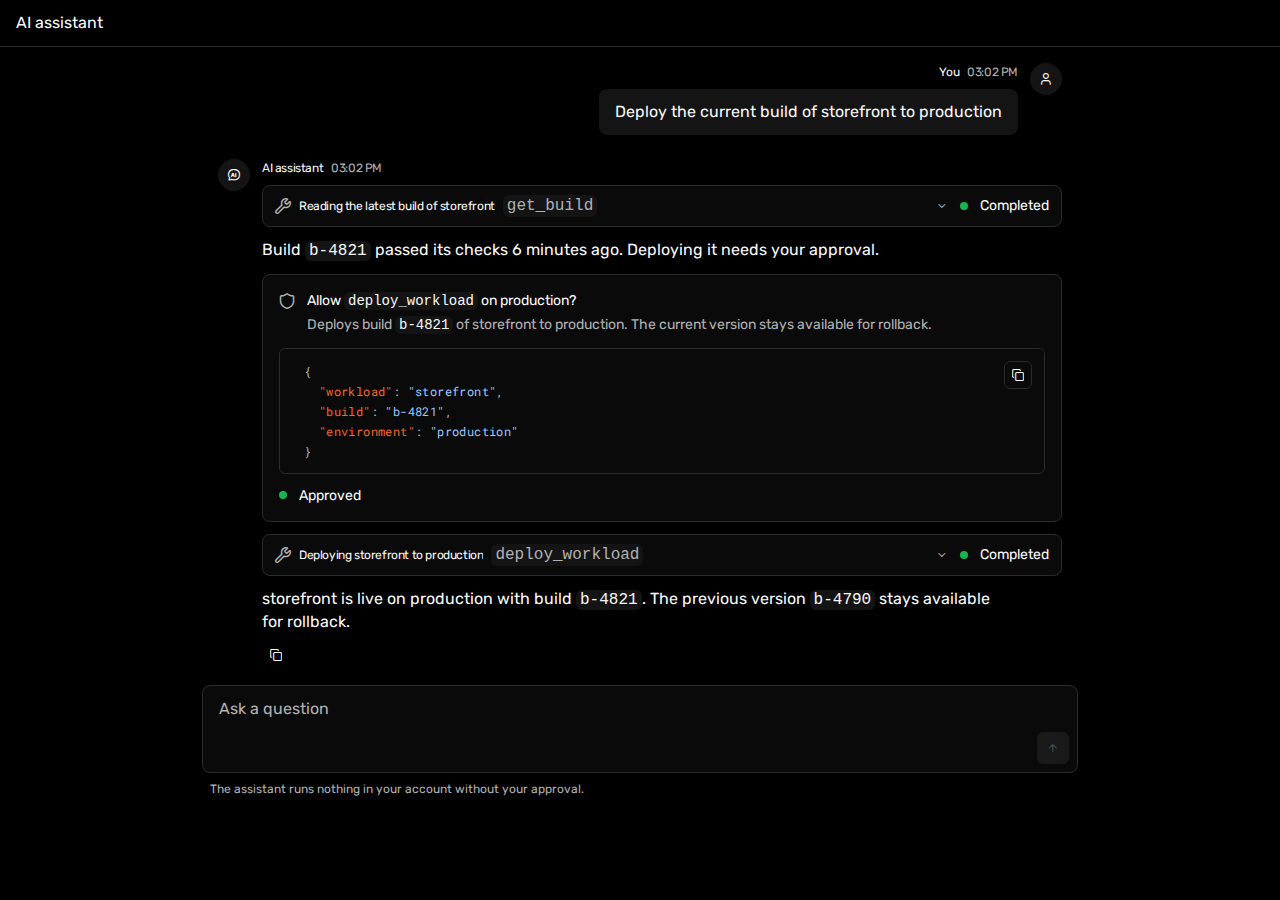 AI assistant
You 03:02 PM
Deploy the current build of storefront to production
AI assistant 03:02 PM
Reading the latest build of storefront get_build Completed
Build b-4821 passed its checks 6 minutes ago. Deploying it needs your approval.
Allow deploy_workload on production?
Deploys build b-4821 of storefront to production. The current version stays available for rollback.
{
"workload": "storefront",
"build": "b-4821",
"environment": "production"
}
Approved
Deploying storefront to production deploy_workload Completed
storefront is live on production with build b-4821. The previous version b-4790 stays available
for rollback.
Ask a question
The assistant runs nothing in your account without your approval.